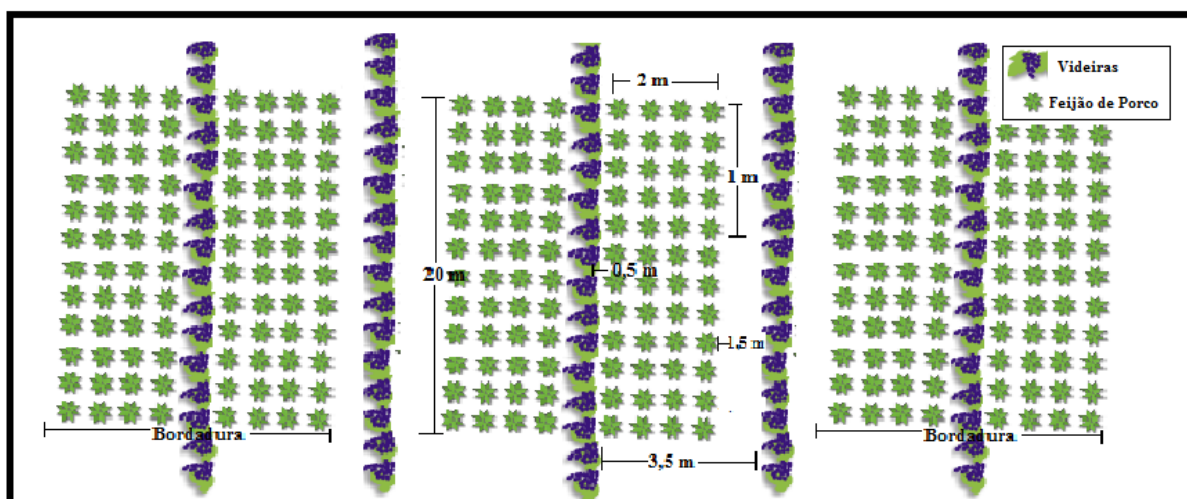 Videiras
Feijão de Porco
2 m
1 m
20 m
0,5 m
1.5 m
Bordadura
3,5 m
Bordadura